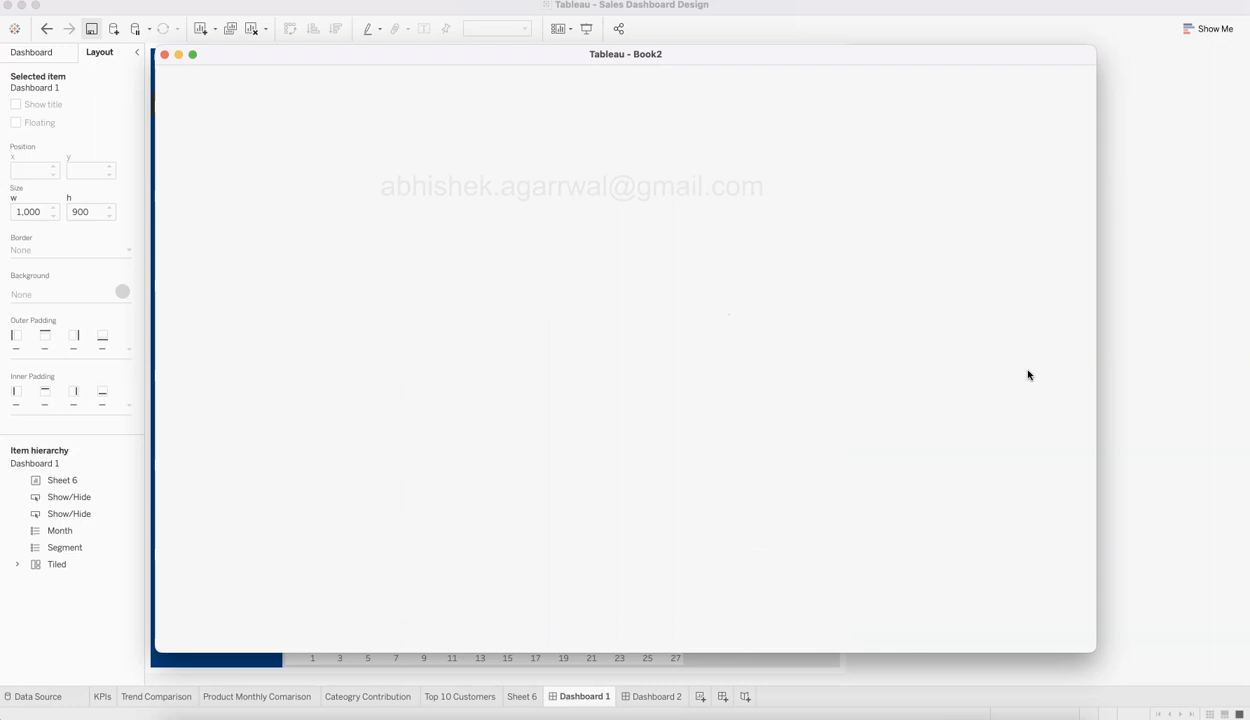 Tableau - Sales Dashboard Design
Show Me
Dashboard Layout
Tableau - Book2
Selected item
Dashboard 1
Show title
Floating
Position
x y
Size
w h
1,000 900
Border
None
Background
None
Outer Padding
Inner Padding
Item hierarchy
Dashboard 1
Sheet 6
Show/Hide
Show/Hide
Month
Segment
Tiled
abhishek.agarrwal@gmail.com
1 3 5 7 9 11 13 15 17 19 21 23 25 27
Data Source KPIs Trend Comparison Product Monthly Comarison Cateogry Contribution Top 10 Customers Sheet 6 Dashboard 1 Dashboard 2